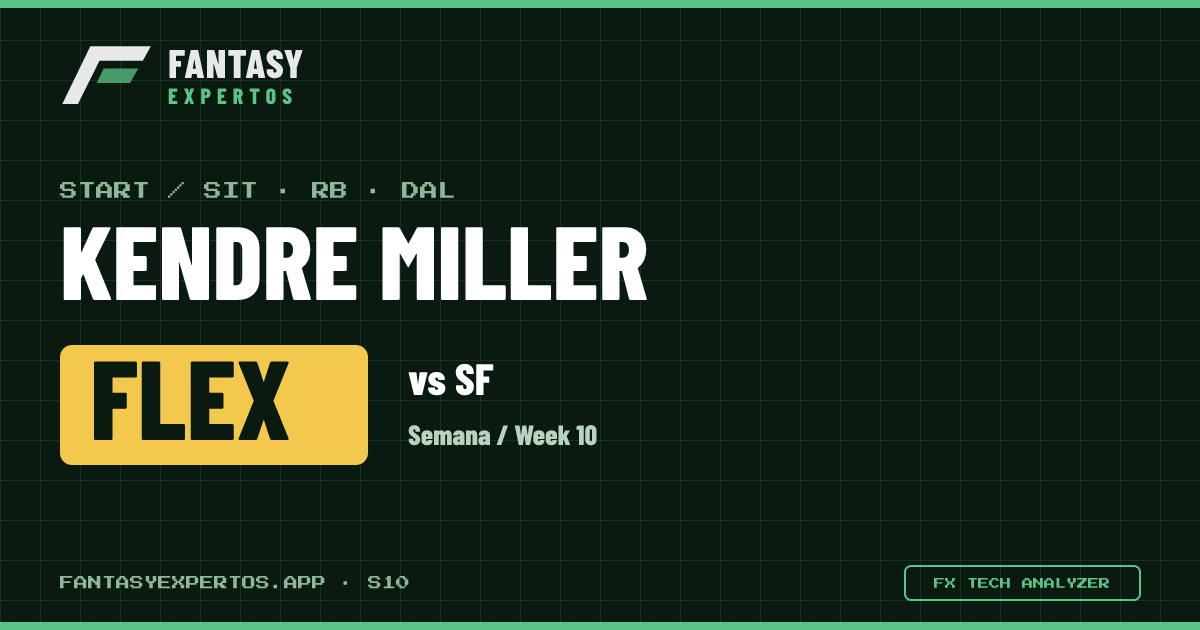 FANTASY
EXPERTOS
START / SIT · RB · DAL
KENDRE MILLER
FLEX
vs SF
Semana / Week 10
FANTASYEXPERTOS.APP · S10
FX TECH ANALYZER